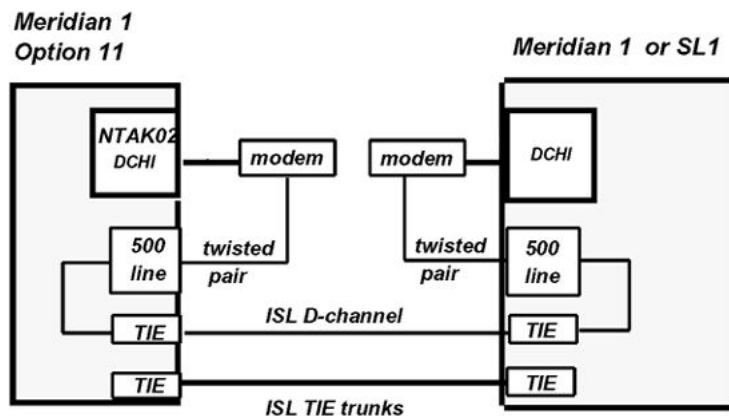 Meridian 1
Option 11
Meridian 1 or SL1
NTAK02
DCHI
modem
modem
DCHI
500
line
twisted
pair
twisted
pair
500
line
TIE
ISL D-channel
TIE
TIE
ISL TIE trunks
TIE